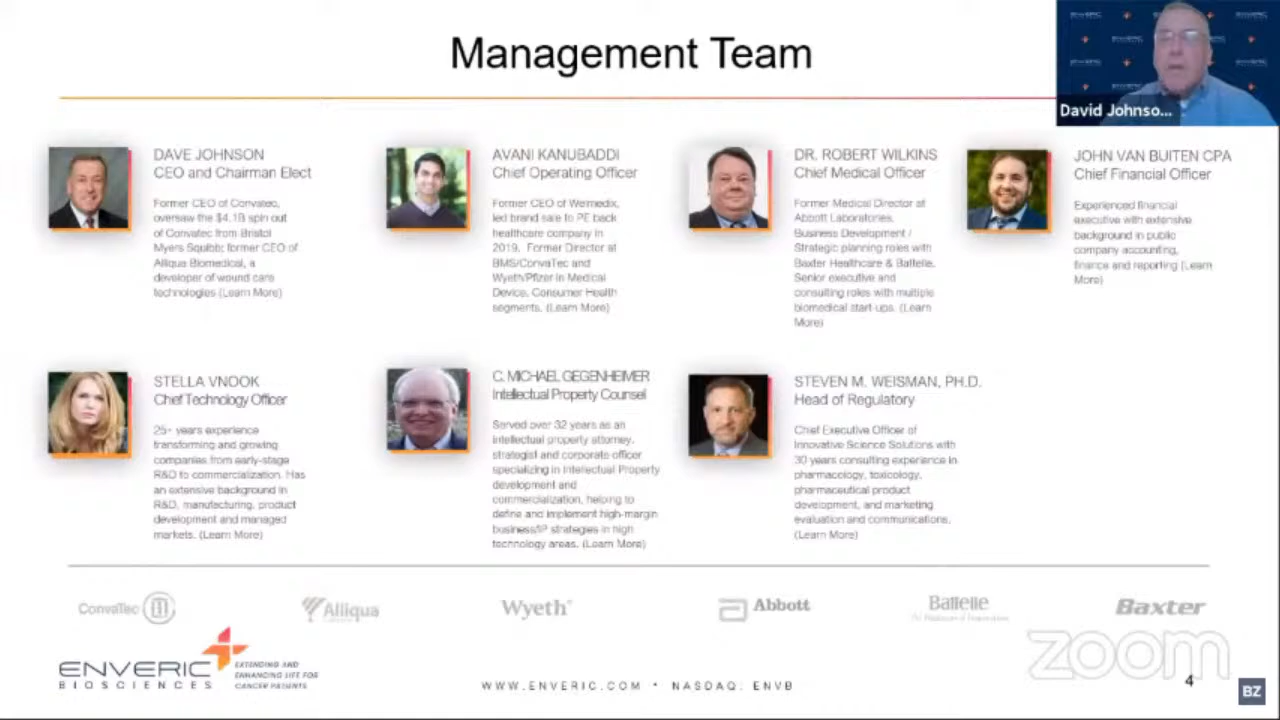 Management Team
David Johnso...
DAVE JOHNSON
CEO and Chairman Elect
Former CEO of Convatec,
oversaw the $4.1B spin out
of Convatec from Bristol
Myers Squibb; former CEO of
Alliqua Biomedical, a
developer of wound care
technologies (Learn More)
AVANI KANUBADDI
Chief Operating Officer
Former CEO of Welmedix,
led brand sale to PE back
healthcare company in
2019. Former Director at
BMS/ConvaTec and
Wyeth/Pfizer in Medical
Device, Consumer Health
segments. (Learn More)
DR. ROBERT WILKINS
Chief Medical Officer
Former Medical Director at
Abbott Laboratories,
Business Development /
Strategic planning roles with
Baxter Healthcare & Battelle.
Senior executive and
consulting roles with multiple
biomedical start-ups. (Learn
More)
JOHN VAN BUITEN CPA
Chief Financial Officer
Experienced financial
executive with extensive
background in public
company accounting,
finance and reporting (Learn
More)
STELLA VNOOK
Chief Technology Officer
25+ years experience
transforming and growing
companies from early-stage
R&D to commercialization. Has
an extensive background in
R&D, manufacturing, product
development and managed
markets. (Learn More)
C. MICHAEL GEGENHEIMER
Intellectual Property Counsel
Served over 32 years as an
intellectual property attorney,
strategist and corporate officer
specializing in Intellectual Property
development and
commercialization, helping to
define and implement high-margin
business/IP strategies in high
technology areas. (Learn More)
STEVEN M. WEISMAN, PH.D.
Head of Regulatory
Chief Executive Officer of
Innovative Science Solutions with
30 years consulting experience in
pharmacology, toxicology,
pharmaceutical product
development, and marketing
evaluation and communications.
(Learn More)
ConvaTec
Alliqua
Wyeth
Abbott
Battelle
Baxter
ENVERIC
BIOSCIENCES
EXTENDING AND
ENHANCING LIFE FOR
CANCER PATIENTS
WWW.ENVERIC.COM • NASDAQ: ENVB
zoom
4
BZ